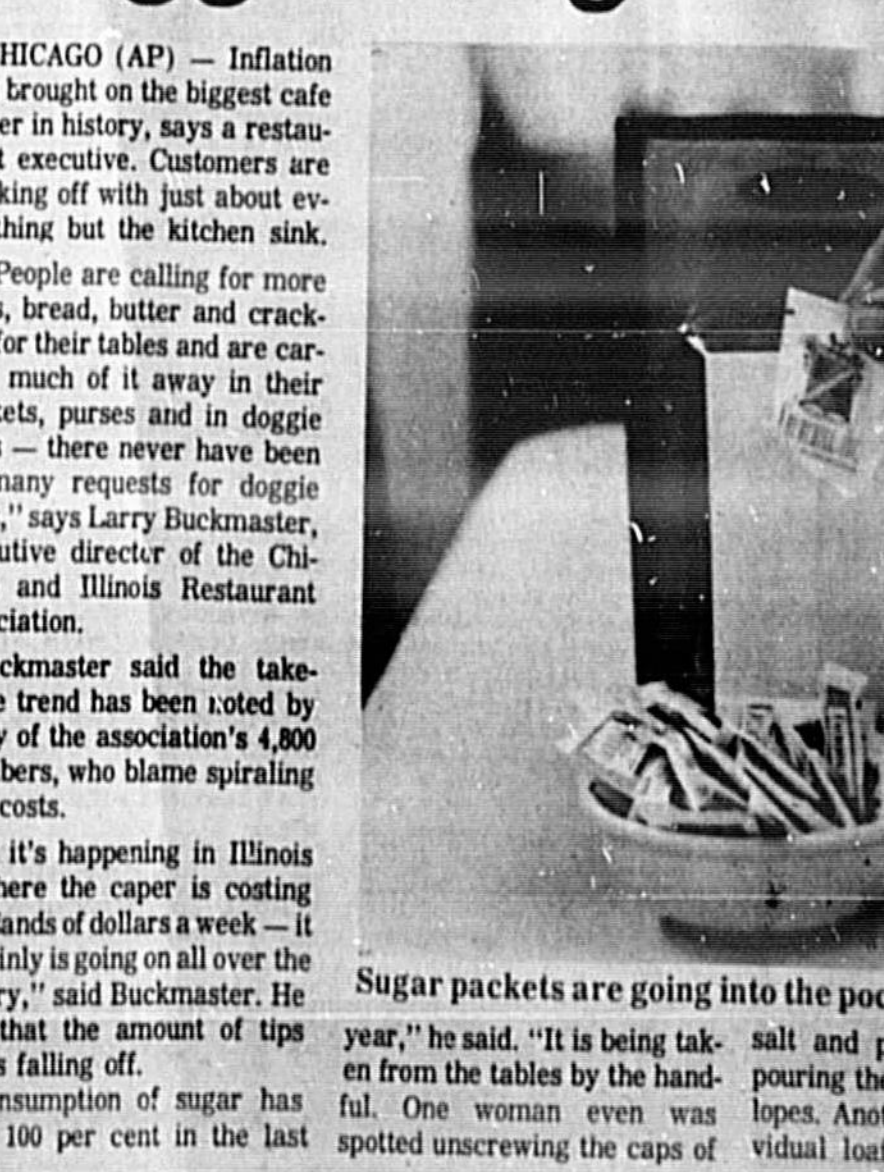 HICAGO (AP) — Inflation
brought on the biggest cafe
er in history, says a restau-
t executive. Customers are
king off with just about ev-
thing but the kitchen sink.
People are calling for more
s, bread, butter and crack-
for their tables and are car-
much of it away in their
kets, purses and in doggie
s — there never have been
many requests for doggie
," says Larry Buckmaster,
utive director of the Chi-
and Illinois Restaurant
ciation.
uckmaster said the take-
e trend has been noted by
y of the association's 4,800
bers, who blame spiraling
costs.
it's happening in Illinois
here the caper is costing
sands of dollars a week — it
inly is going on all over the
ry," said Buckmaster. He
that the amount of tips
s falling off.
nsumption of sugar has
100 per cent in the last
Sugar packets are going into the poc
year," he said. "It is being tak-
en from the tables by the hand-
ful. One woman even was
spotted unscrewing the caps of
salt and p
pouring the
lopes. Anot
vidual loaf